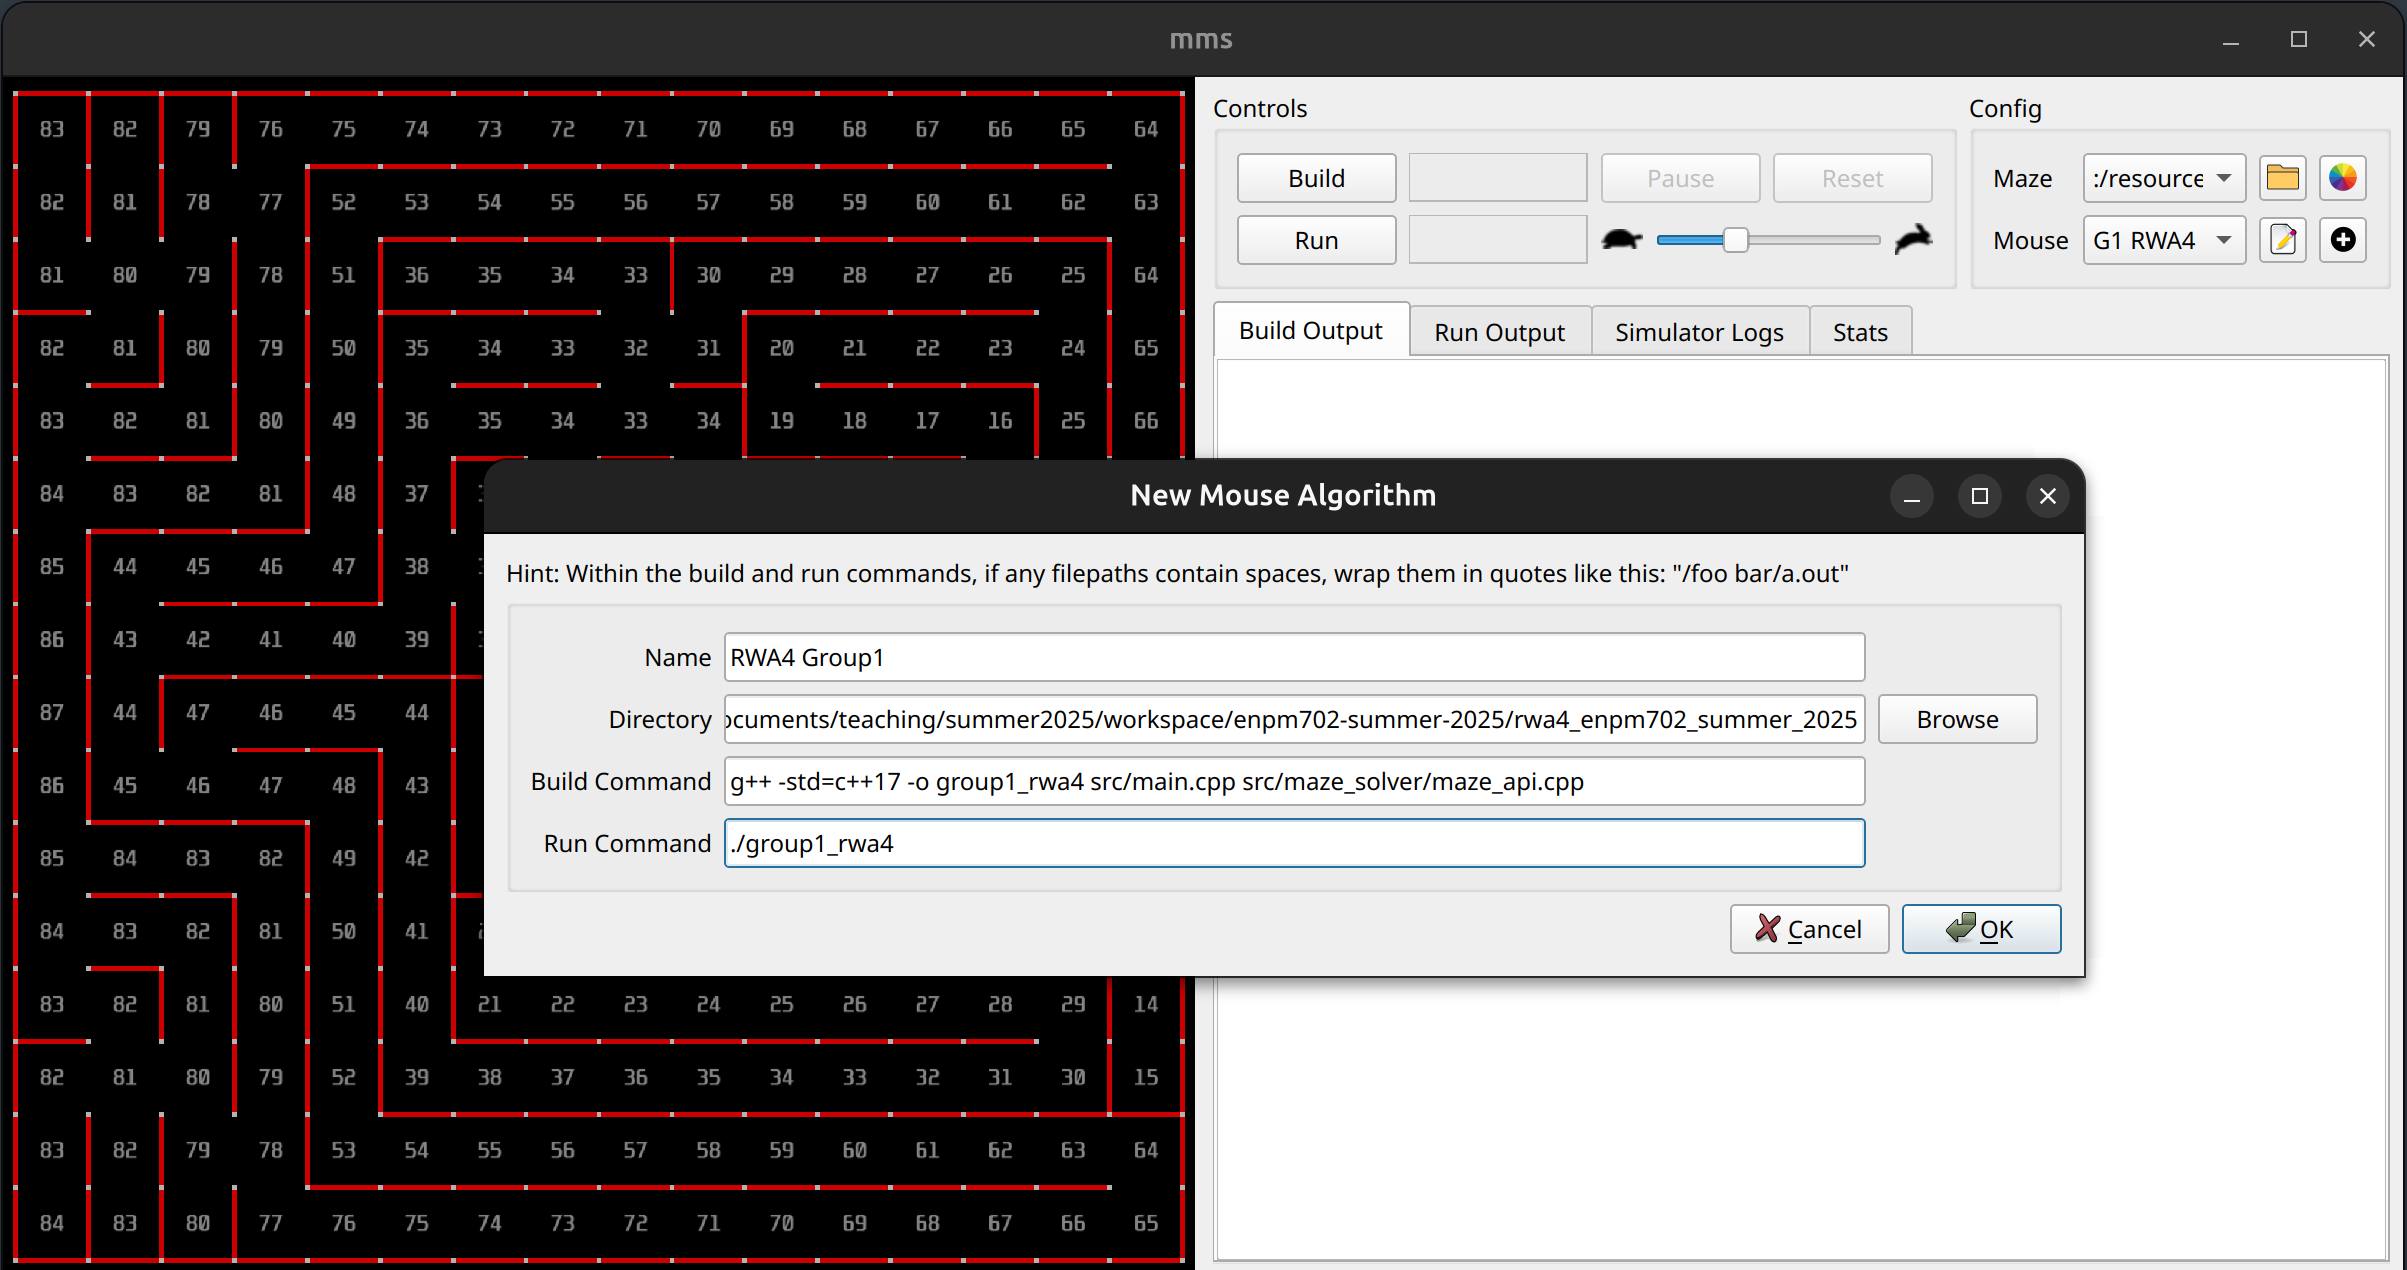 mms
83 82 79 76 75 74 73 72 71 70 69 68 67 66 65 64
82 81 78 77 52 53 54 55 56 57 58 59 60 61 62 63
81 80 79 78 51 36 35 34 33 30 29 28 27 26 25 64
82 81 80 79 50 35 34 33 32 31 20 21 22 23 24 65
83 82 81 80 49 36 35 34 33 34 19 18 17 16 25 66
84 83 82 81 48 37
85 44 45 46 47 38
86 43 42 41 40 39
87 44 47 46 45 44
86 45 46 47 48 43
85 84 83 82 49 42
84 83 82 81 50 41
83 82 81 80 51 40 21 22 23 24 25 26 27 28 29 14
82 81 80 79 52 39 38 37 36 35 34 33 32 31 30 15
83 82 79 78 53 54 55 56 57 58 59 60 61 62 63 64
84 83 80 77 76 75 74 73 72 71 70 69 68 67 66 65
Controls
Build
Pause
Reset
Run
Config
Maze :/resource
Mouse G1 RWA4
Build Output Run Output Simulator Logs Stats
New Mouse Algorithm
Hint: Within the build and run commands, if any filepaths contain spaces, wrap them in quotes like this: "/foo bar/a.out"
Name RWA4 Group1
Directory ocuments/teaching/summer2025/workspace/enpm702-summer-2025/rwa4_enpm702_summer_2025 Browse
Build Command g++ -std=c++17 -o group1_rwa4 src/main.cpp src/maze_solver/maze_api.cpp
Run Command ./group1_rwa4
Cancel OK